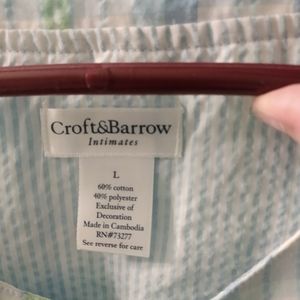 Croft&Barrow
Intimates
L
60% cotton
40% polyester
Exclusive of
Decoration
Made in Cambodia
RN#73277
See reverse for care